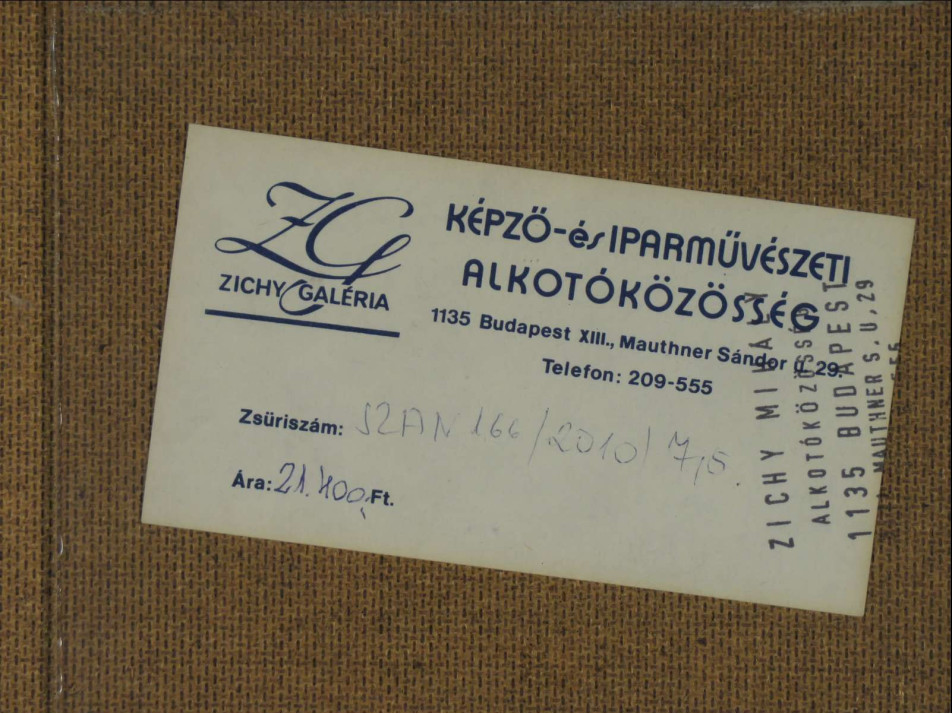 ZG
ZICHY GALÉRIA
KÉPZŐ-és IPARMŰVÉSZETI
ALKOTÓKÖZÖSSÉG
1135 Budapest XIII., Mauthner Sándor u. 29.
Telefon: 209-555
Zsüriszám: SZAN 166/2010/7,5
Ára: 21.400,- Ft.
ZICHY MIHÁLY
ALKOTÓKÖZÖSSÉG
1135 BUDAPEST
MAUTHNER S. U. 29